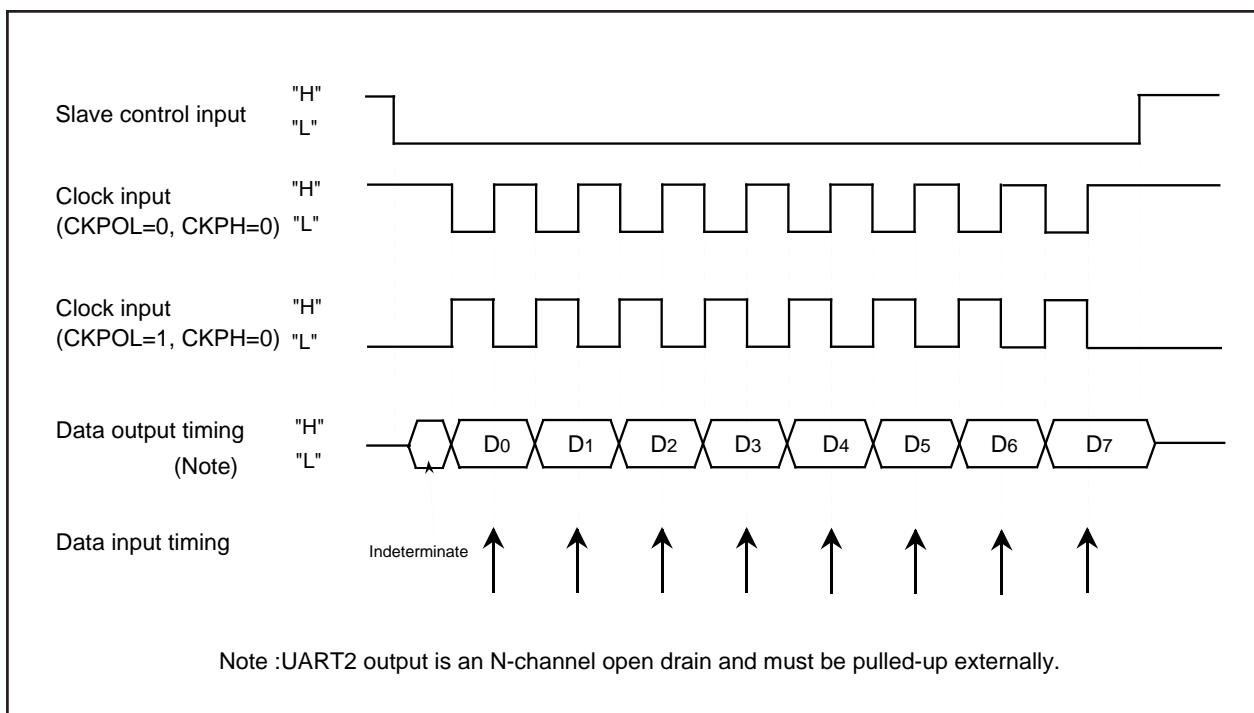 Slave control input
"H"
"L"
Clock input
(CKPOL=0, CKPH=0)
"H"
"L"
Clock input
(CKPOL=1, CKPH=0)
"H"
"L"
Data output timing
(Note)
"H"
"L"
D0 D1 D2 D3 D4 D5 D6 D7
Data input timing
Indeterminate
Note :UART2 output is an N-channel open drain and must be pulled-up externally.